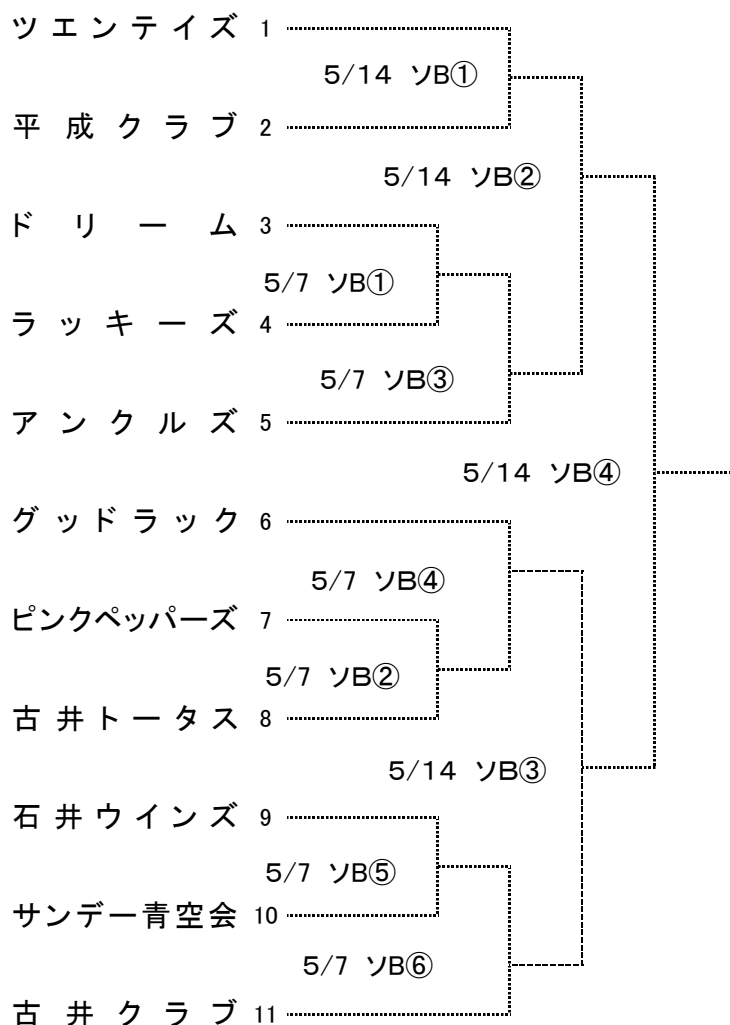 ツエンテイズ 1
5/14 ソB①
平成クラブ 2
5/14 ソB②
ドリーム 3
5/7 ソB①
ラッキーズ 4
5/7 ソB③
アンクルズ 5
5/14 ソB④
グッドラック 6
5/7 ソB④
ピンクペッパーズ 7
5/7 ソB②
古井トータス 8
5/14 ソB③
石井ウインズ 9
5/7 ソB⑤
サンデー青空会 10
5/7 ソB⑥
古井クラブ 11